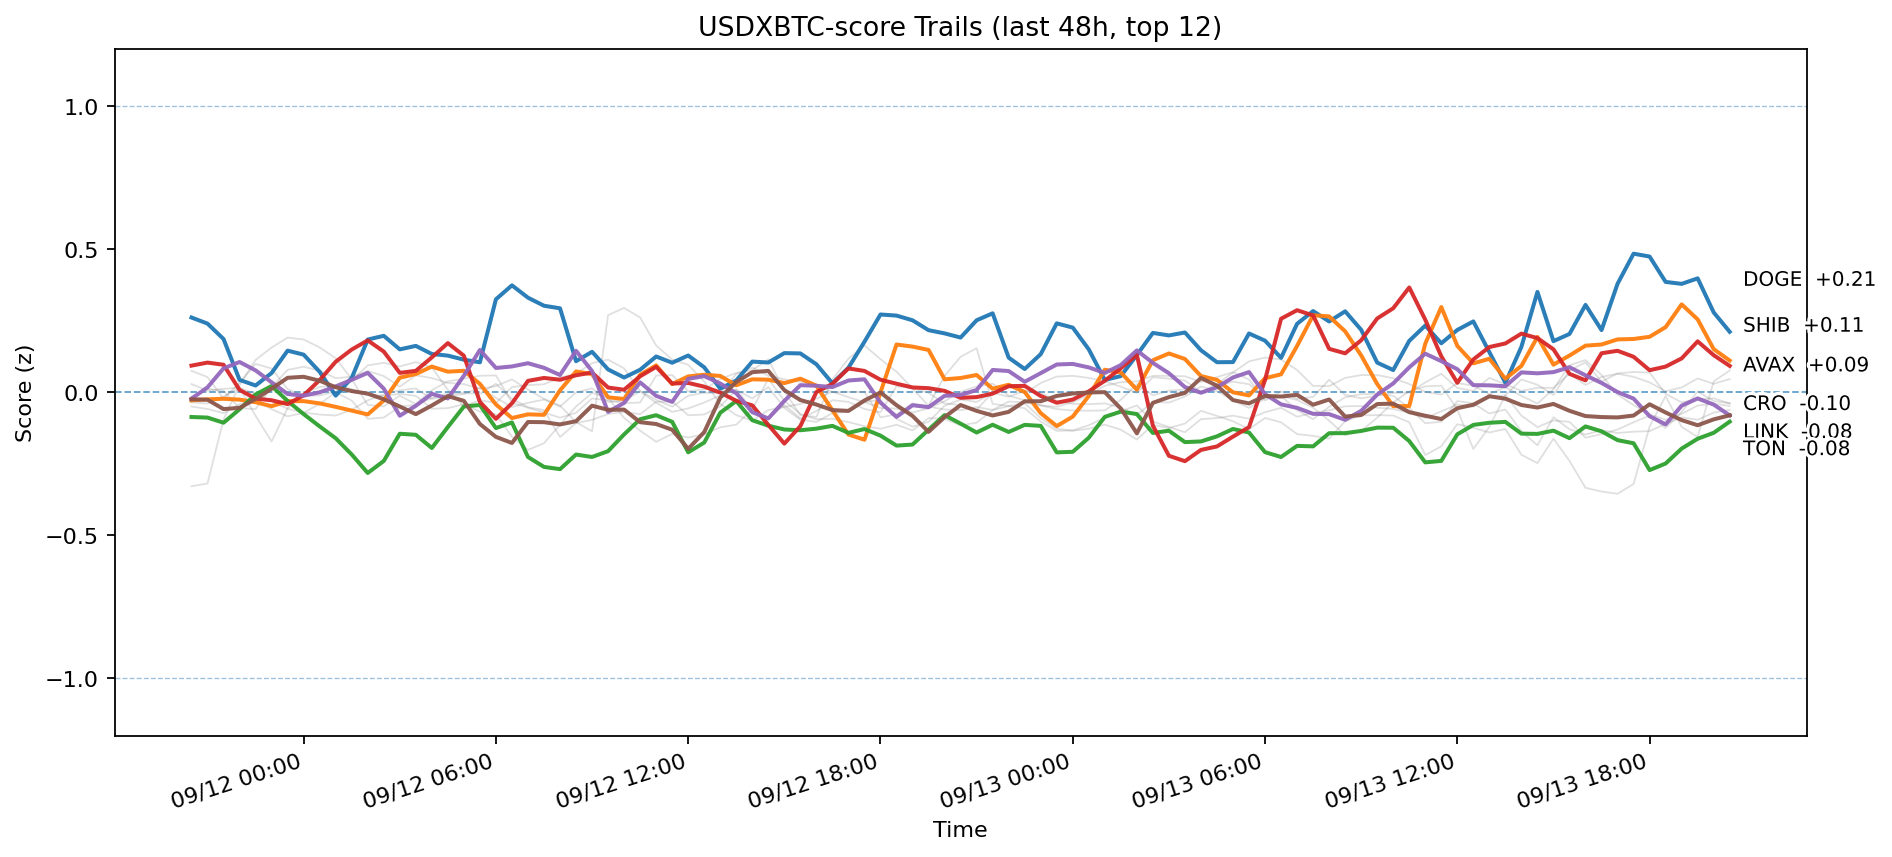 USDXBTC-score Trails (last 48h, top 12)
Score (z)
1.0
0.5
0.0
−0.5
−1.0
DOGE +0.21
SHIB +0.11
AVAX +0.09
CRO -0.10
LINK -0.08
TON -0.08
09/12 00:00
09/12 06:00
09/12 12:00
09/12 18:00
09/13 00:00
09/13 06:00
09/13 12:00
09/13 18:00
Time